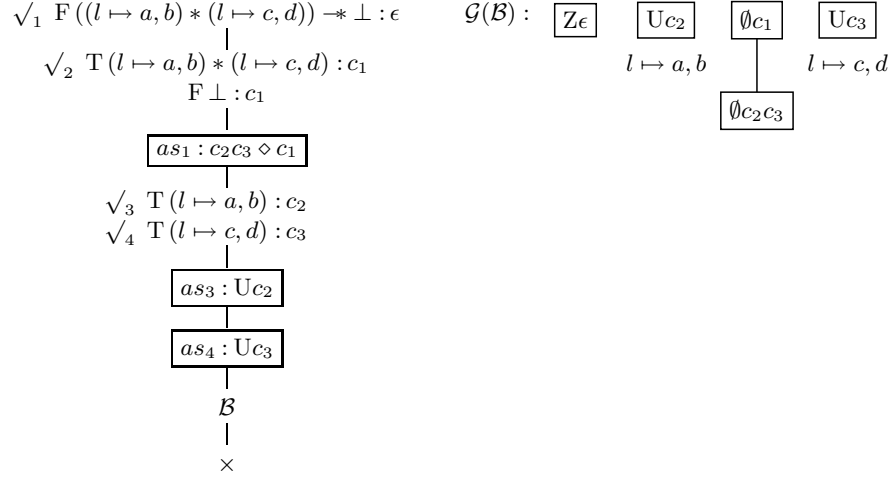 √₁ F ((l ↦ a, b) ∗ (l ↦ c, d)) −∗ ⊥ : ϵ
√₂ T (l ↦ a, b) ∗ (l ↦ c, d) : c₁
F ⊥ : c₁
as₁ : c₂c₃ ⋄ c₁
√₃ T (l ↦ a, b) : c₂
√₄ T (l ↦ c, d) : c₃
as₃ : Uc₂
as₄ : Uc₃
ℬ
×
𝒢(ℬ) : Zϵ Uc₂ ∅c₁ Uc₃
l ↦ a, b l ↦ c, d
∅c₂c₃